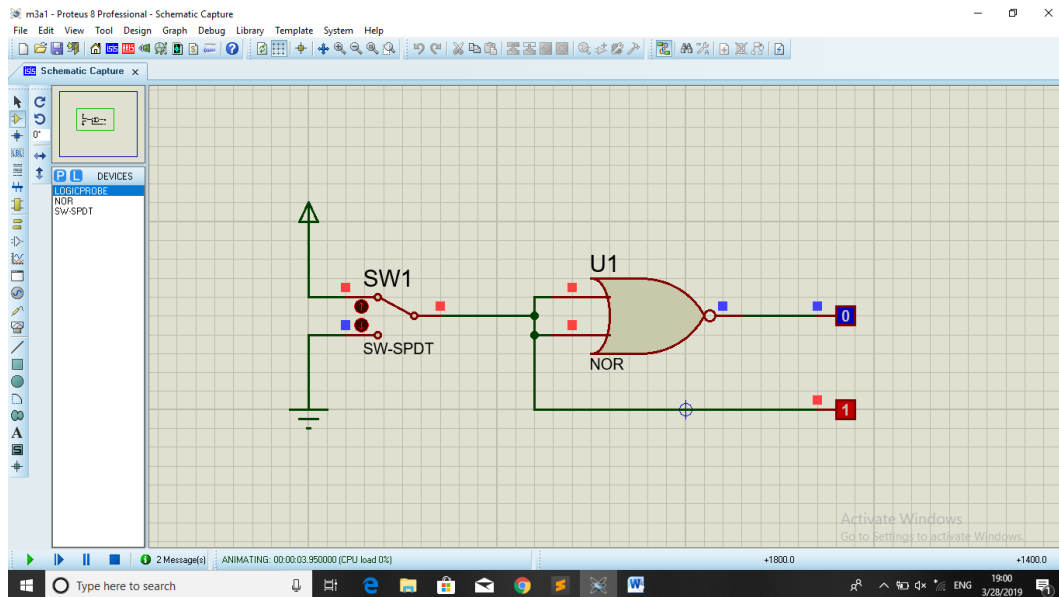 m3a1 - Proteus 8 Professional - Schematic Capture
File Edit View Tool Design Graph Debug Library Template System Help
Schematic Capture x
0°
P L DEVICES
LOGICPROBE
NOR
SW-SPDT
SW1
SW-SPDT
U1
NOR
0
1
Activate Windows
Go to Settings to activate Windows.
2 Message(s) ANIMATING: 00:00:03.950000 (CPU load 0%) +1800.0 +1400.0
Type here to search
ENG
19:00
3/28/2019